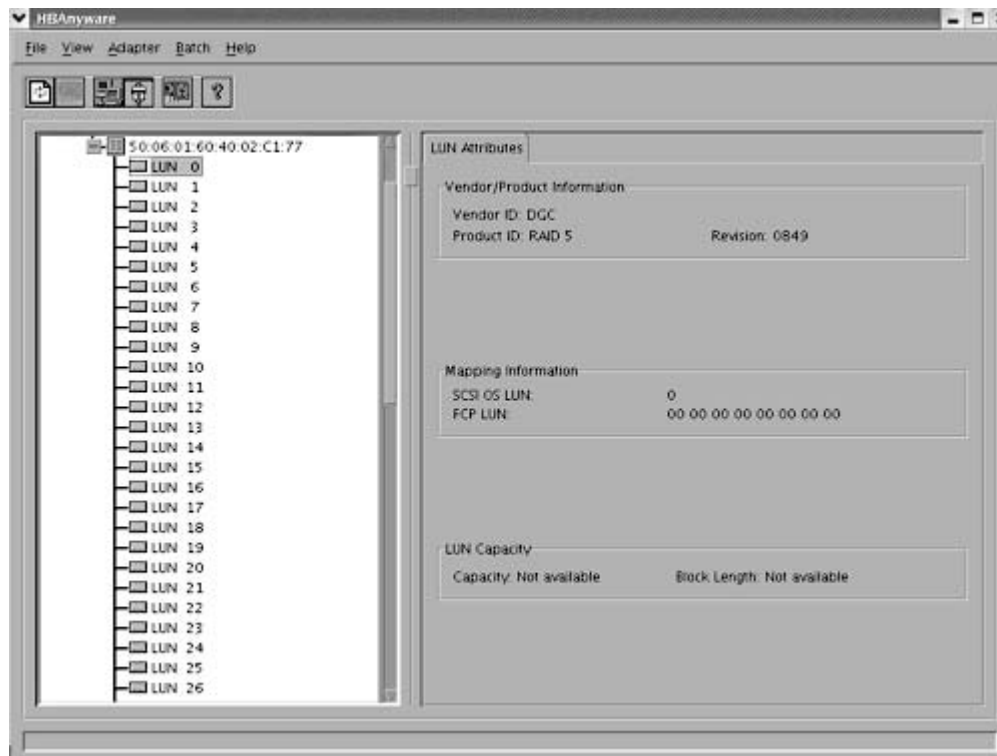 HBAnyware
File View Adapter Batch Help
50:06:01:60:40:02:C1:77
LUN 0
LUN 1
LUN 2
LUN 3
LUN 4
LUN 5
LUN 6
LUN 7
LUN 8
LUN 9
LUN 10
LUN 11
LUN 12
LUN 13
LUN 14
LUN 15
LUN 16
LUN 17
LUN 18
LUN 19
LUN 20
LUN 21
LUN 22
LUN 23
LUN 24
LUN 25
LUN 26
LUN Attributes
Vendor/Product Information
Vendor ID: DGC
Product ID: RAID 5 Revision: 0849
Mapping Information
SCSI OS LUN: 0
FCP LUN: 00 00 00 00 00 00 00 00
LUN Capacity
Capacity: Not available Block Length: Not available